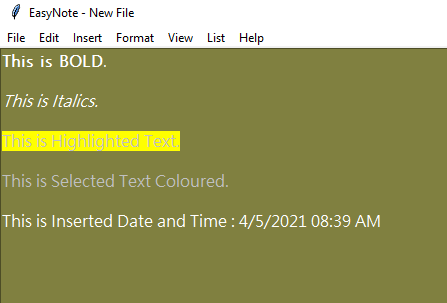 EasyNote - New File
File Edit Insert Format View List Help
This is BOLD.
This is Italics.
This is Highlighted Text.
This is Selected Text Coloured.
This is Inserted Date and Time : 4/5/2021 08:39 AM